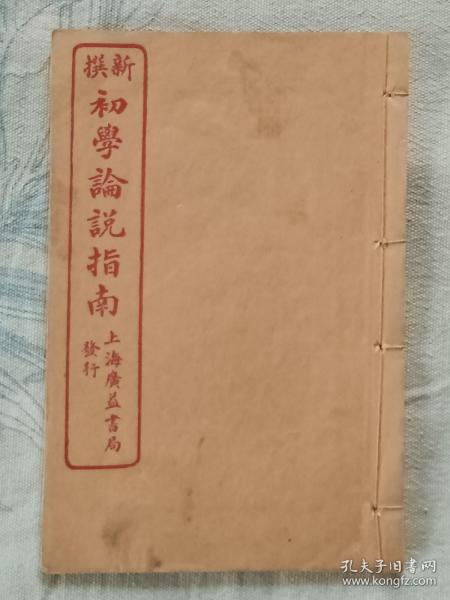 新撰
初學論說指南
上海廣益書局
發行
孔夫子旧书网
www.kongfz.com